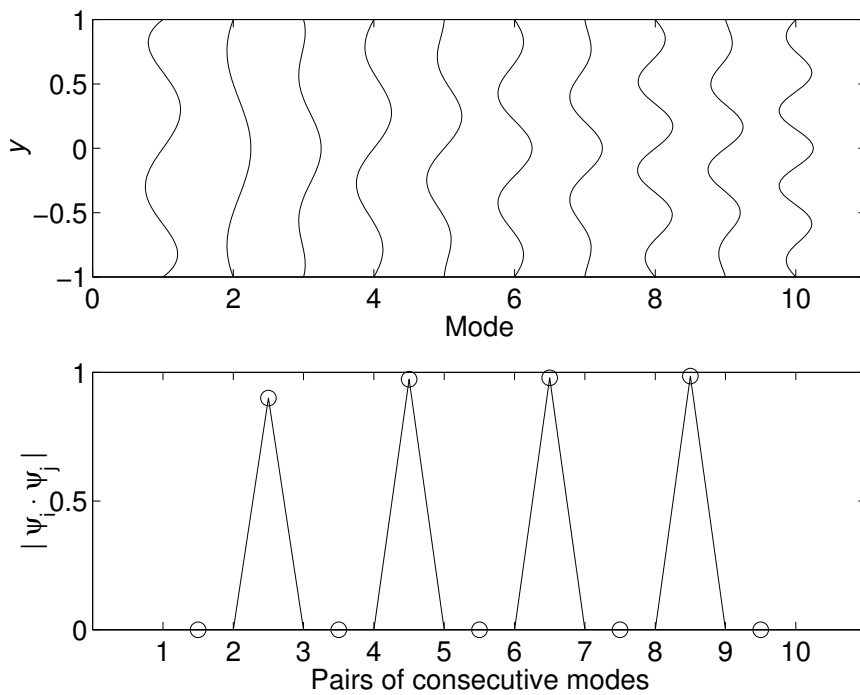 1
0.5
0
−0.5
−1
y
0 2 4 6 8 10
Mode
1
0.5
0
| ψi · ψj |
1 2 3 4 5 6 7 8 9 10
Pairs of consecutive modes